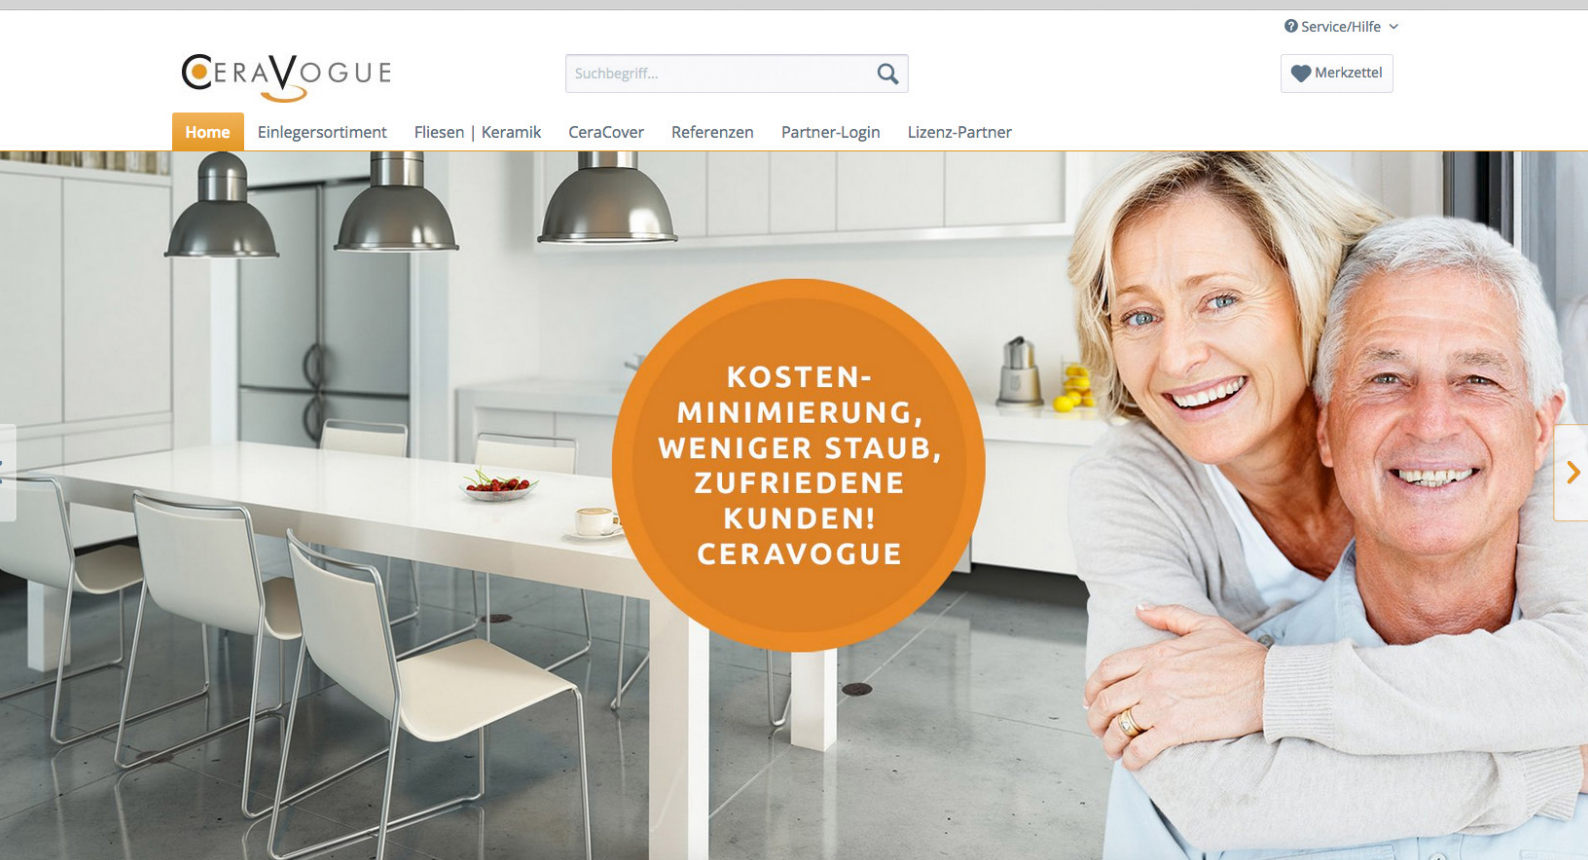 Service/Hilfe
CERAVOGUE
Suchbegriff...
Merkzettel
Home Einlegersortiment Fliesen | Keramik CeraCover Referenzen Partner-Login Lizenz-Partner
KOSTEN-
MINIMIERUNG,
WENIGER STAUB,
ZUFRIEDENE
KUNDEN!
CERAVOGUE